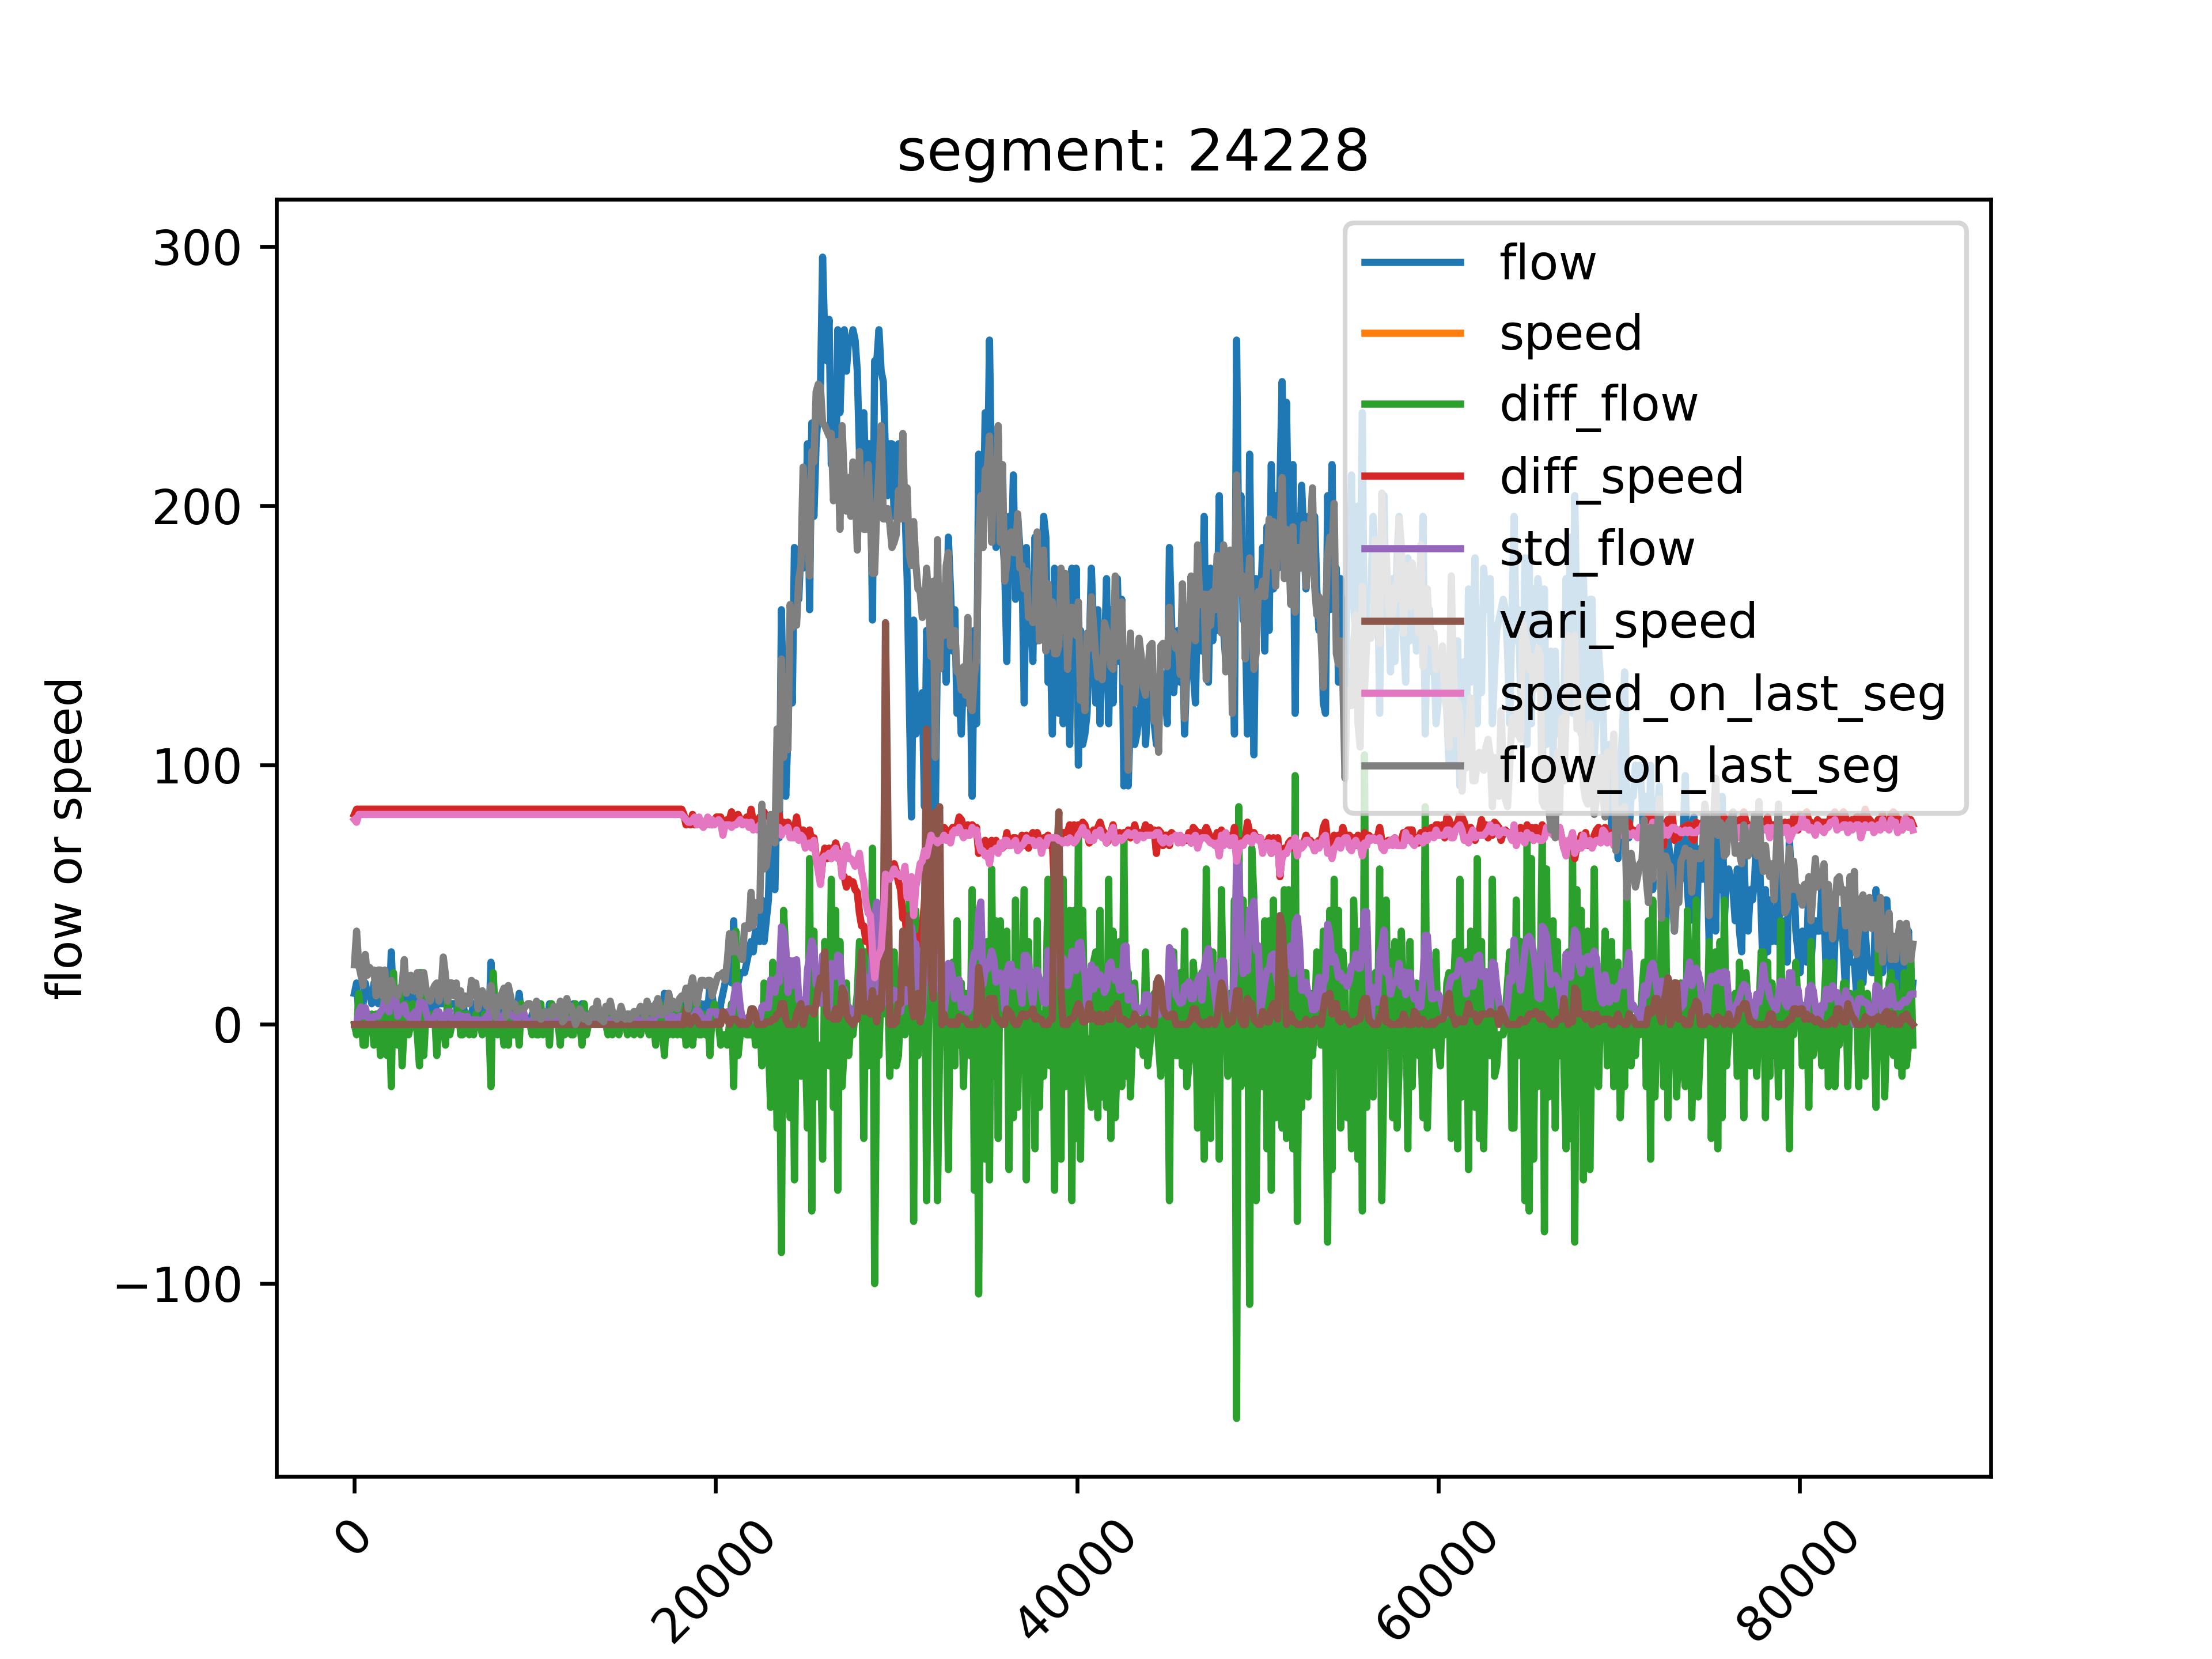 segment: 24228
300
200
100
0
−100
flow or speed
flow
speed
diff_flow
diff_speed
std_flow
vari_speed
speed_on_last_seg
flow_on_last_seg
0
20000
40000
60000
80000